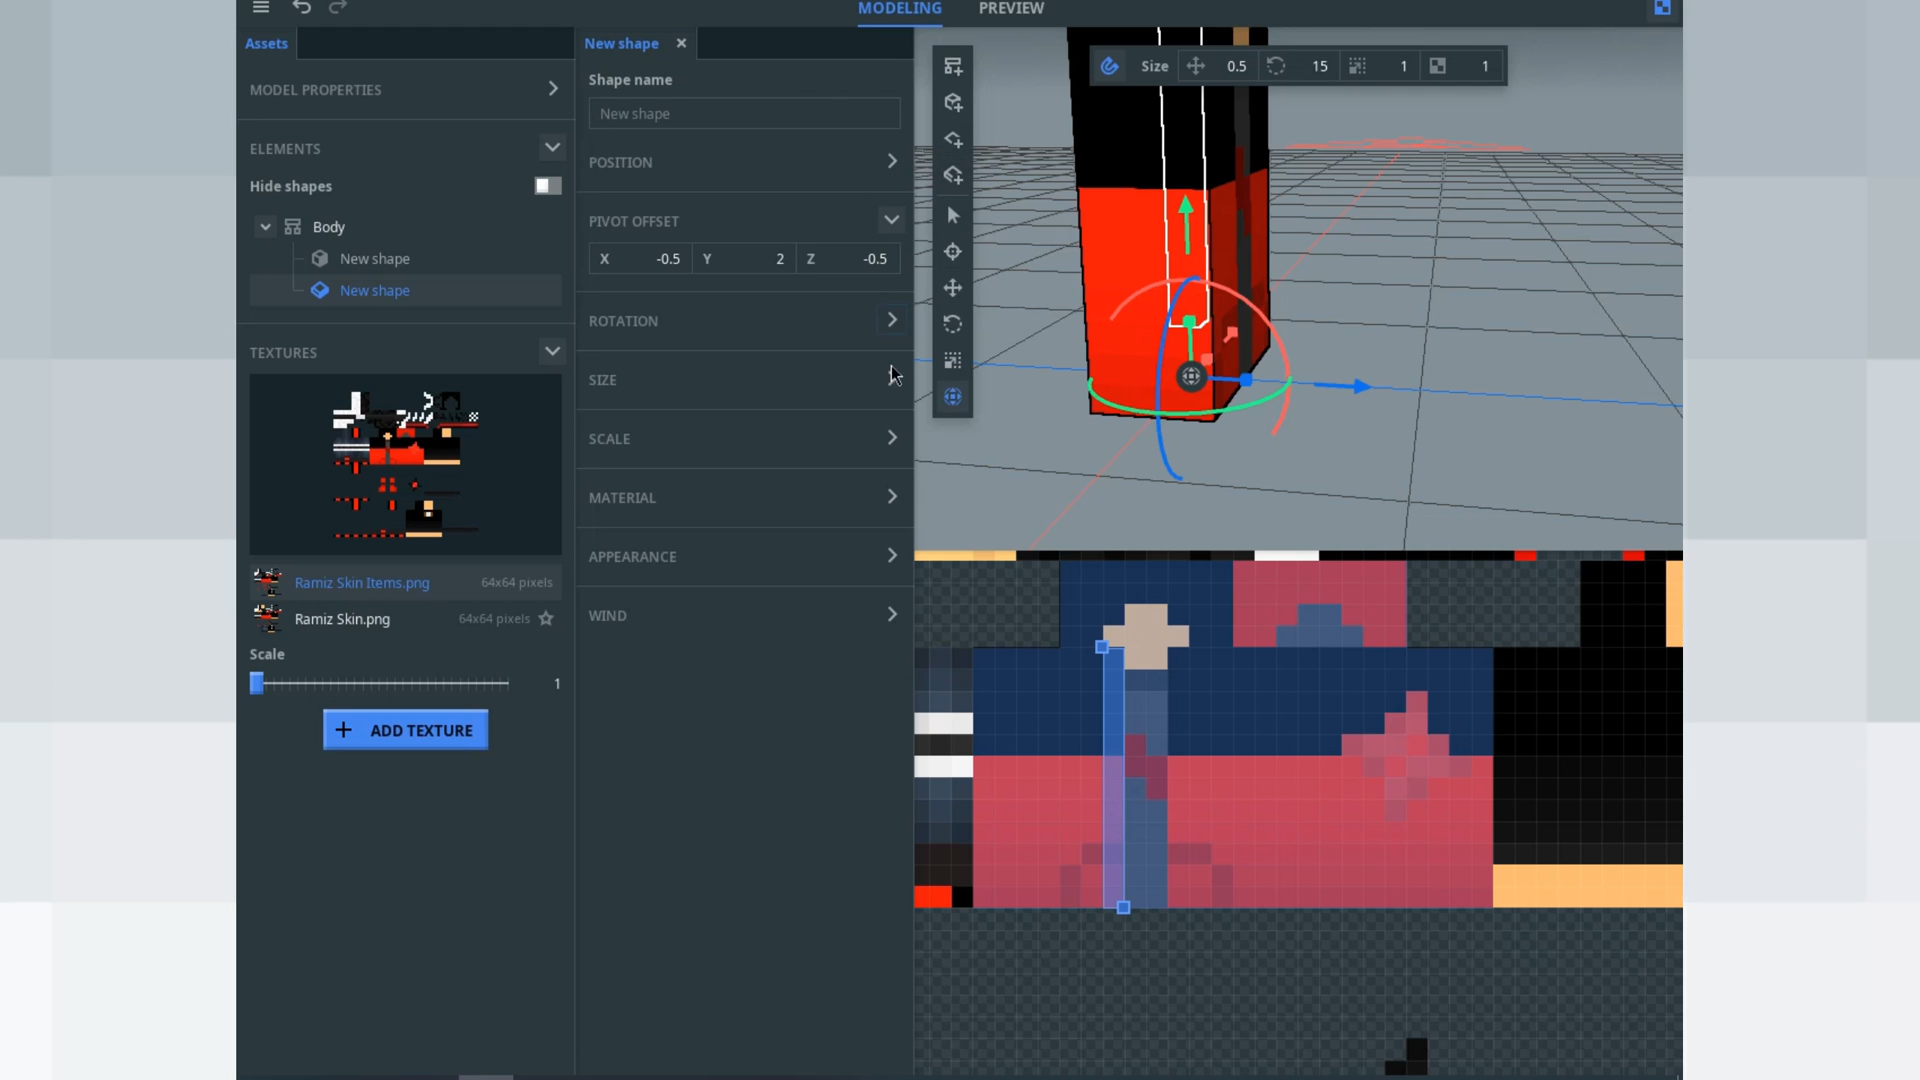 MODELING PREVIEW
Assets
New shape
MODEL PROPERTIES
ELEMENTS
Hide shapes
Body
New shape
New shape
TEXTURES
Ramiz Skin Items.png 64x64 pixels
Ramiz Skin.png 64x64 pixels
Scale
1
ADD TEXTURE
Shape name
New shape
POSITION
PIVOT OFFSET
X -0.5 Y 2 Z -0.5
ROTATION
SIZE
SCALE
MATERIAL
APPEARANCE
WIND
Size 0.5 15 1 1